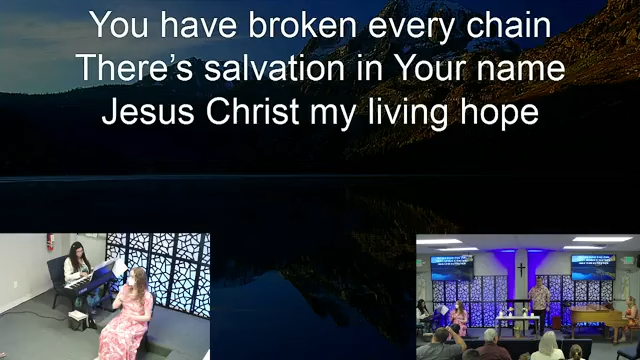 You have broken every chain
There's salvation in Your name
Jesus Christ my living hope